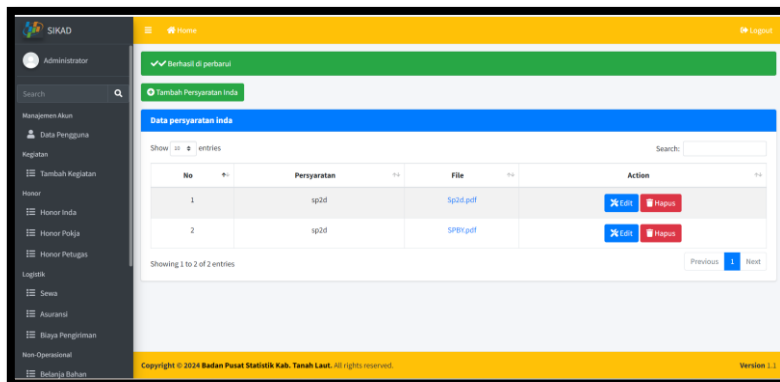 SIKAD
Home
Logout
Administrator
Search
Manajemen Akun
Data Pengguna
Kegiatan
Tambah Kegiatan
Honor
Honor Inda
Honor Pokja
Honor Petugas
Logistik
Sewa
Asuransi
Biaya Pengiriman
Non-Operasional
Belanja Bahan
Berhasil di perbarui
Tambah Persyaratan Inda
Data persyaratan inda
Show 10 entries
Search:
No Persyaratan File Action
1 sp2d Sp2d.pdf Edit Hapus
2 sp2d SPBY.pdf Edit Hapus
Showing 1 to 2 of 2 entries
Previous 1 Next
Copyright © 2024 Badan Pusat Statistik Kab. Tanah Laut. All rights reserved.
Version 1.1